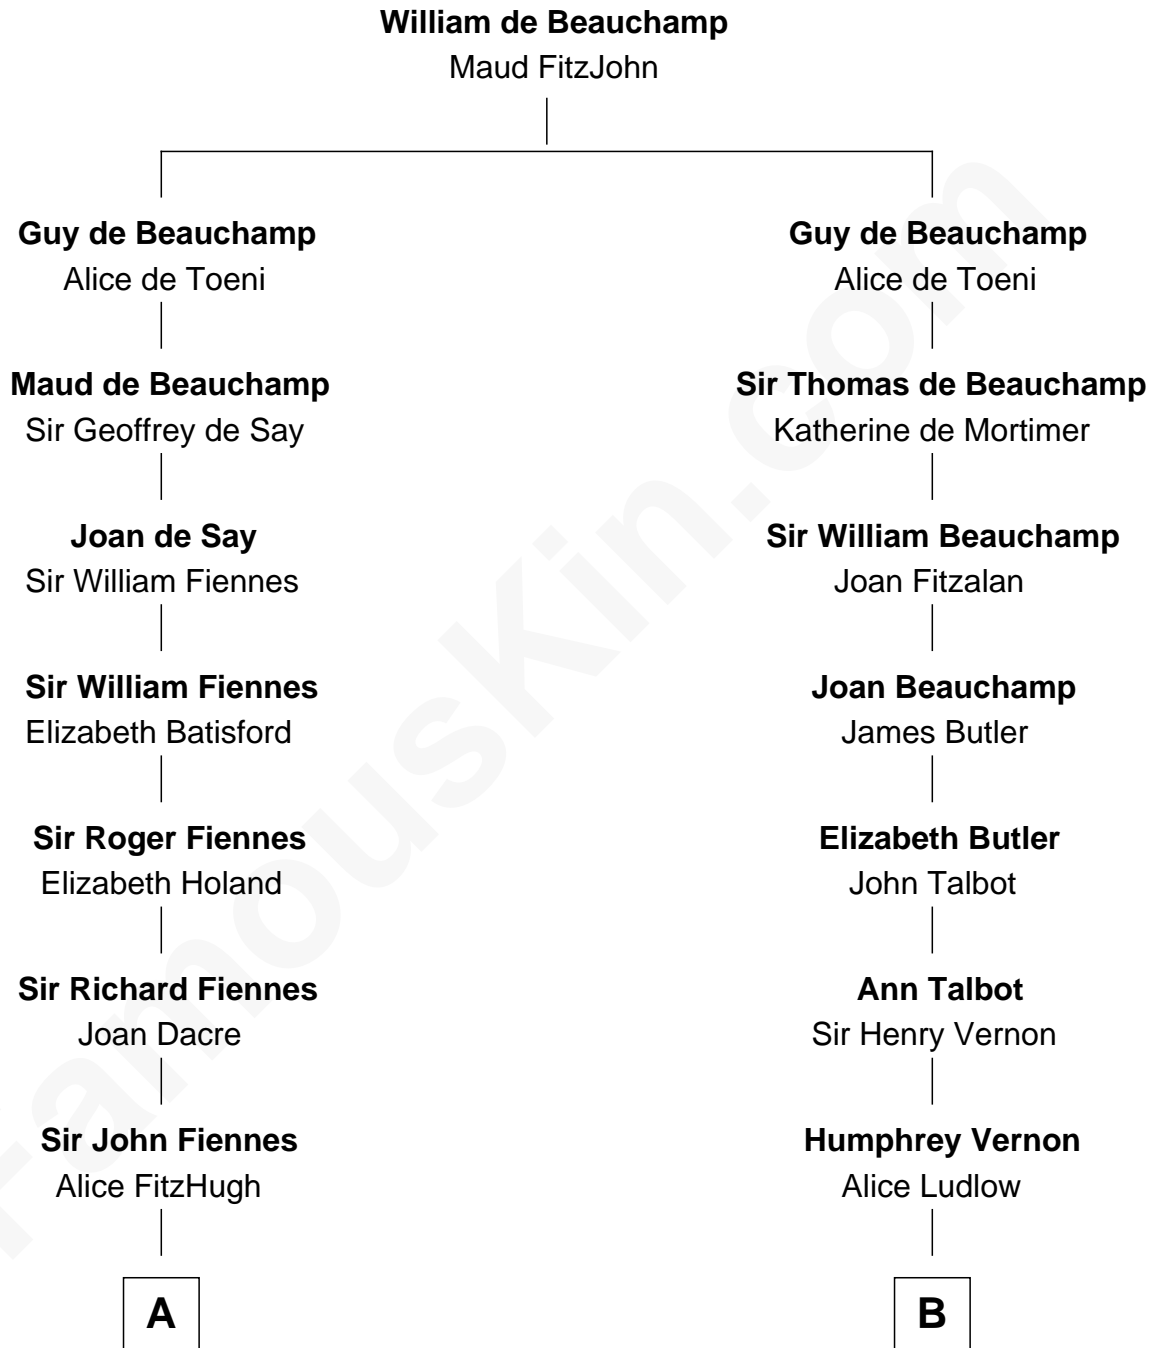 William de Beauchamp
Maud FitzJohn
Guy de Beauchamp
Alice de Toeni
Maud de Beauchamp
Sir Geoffrey de Say
Joan de Say
Sir William Fiennes
Sir William Fiennes
Elizabeth Batisford
Sir Roger Fiennes
Elizabeth Holand
Sir Richard Fiennes
Joan Dacre
Sir John Fiennes
Alice FitzHugh
A
Guy de Beauchamp
Alice de Toeni
Sir Thomas de Beauchamp
Katherine de Mortimer
Sir William Beauchamp
Joan Fitzalan
Joan Beauchamp
James Butler
Elizabeth Butler
John Talbot
Ann Talbot
Sir Henry Vernon
Humphrey Vernon
Alice Ludlow
B
FamousKin.com